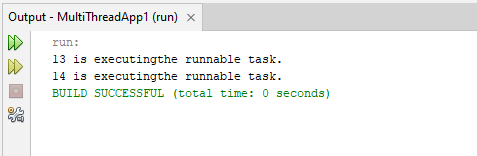 Output - MultiThreadApp1 (run)
run:
13 is executingthe runnable task.
14 is executingthe runnable task.
BUILD SUCCESSFUL (total time: 0 seconds)